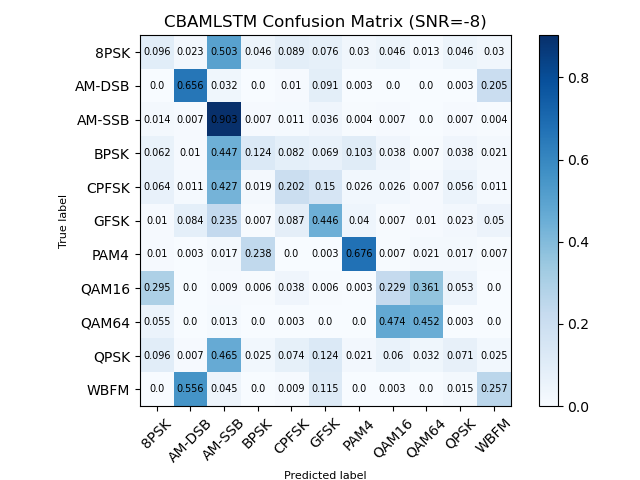 CBAMLSTM Confusion Matrix (SNR=-8)
8PSK 0.096 0.023 0.503 0.046 0.089 0.076 0.03 0.046 0.013 0.046 0.03
AM-DSB 0.0 0.656 0.032 0.0 0.01 0.091 0.003 0.0 0.0 0.003 0.205
AM-SSB 0.014 0.007 0.903 0.007 0.011 0.036 0.004 0.007 0.0 0.007 0.004
BPSK 0.062 0.01 0.447 0.124 0.082 0.069 0.103 0.038 0.007 0.038 0.021
CPFSK 0.064 0.011 0.427 0.019 0.202 0.15 0.026 0.026 0.007 0.056 0.011
GFSK 0.01 0.084 0.235 0.007 0.087 0.446 0.04 0.007 0.01 0.023 0.05
PAM4 0.01 0.003 0.017 0.238 0.0 0.003 0.676 0.007 0.021 0.017 0.007
QAM16 0.295 0.0 0.009 0.006 0.038 0.006 0.003 0.229 0.361 0.053 0.0
QAM64 0.055 0.0 0.013 0.0 0.003 0.0 0.0 0.474 0.452 0.003 0.0
QPSK 0.096 0.007 0.465 0.025 0.074 0.124 0.021 0.06 0.032 0.071 0.025
WBFM 0.0 0.556 0.045 0.0 0.009 0.115 0.0 0.003 0.0 0.015 0.257
8PSK AM-DSB AM-SSB BPSK CPFSK GFSK PAM4 QAM16 QAM64 QPSK WBFM
True label
Predicted label
0.8
0.6
0.4
0.2
0.0